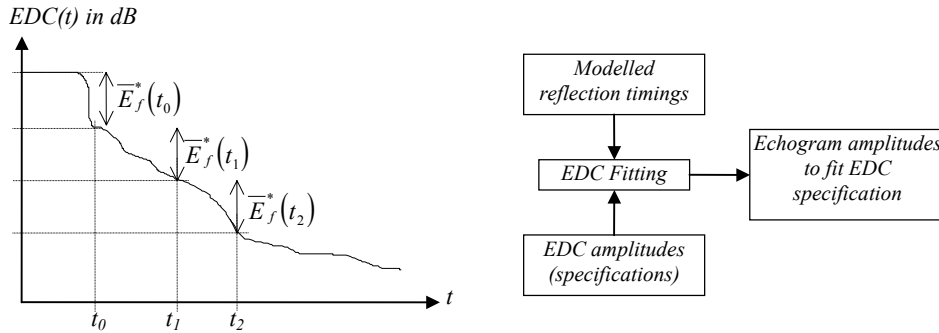 EDC(t) in dB
E̅*f(t0)
E̅*f(t1)
E̅*f(t2)
t
t0 t1 t2
Modelled
reflection timings
EDC Fitting
EDC amplitudes
(specifications)
Echogram amplitudes
to fit EDC
specification